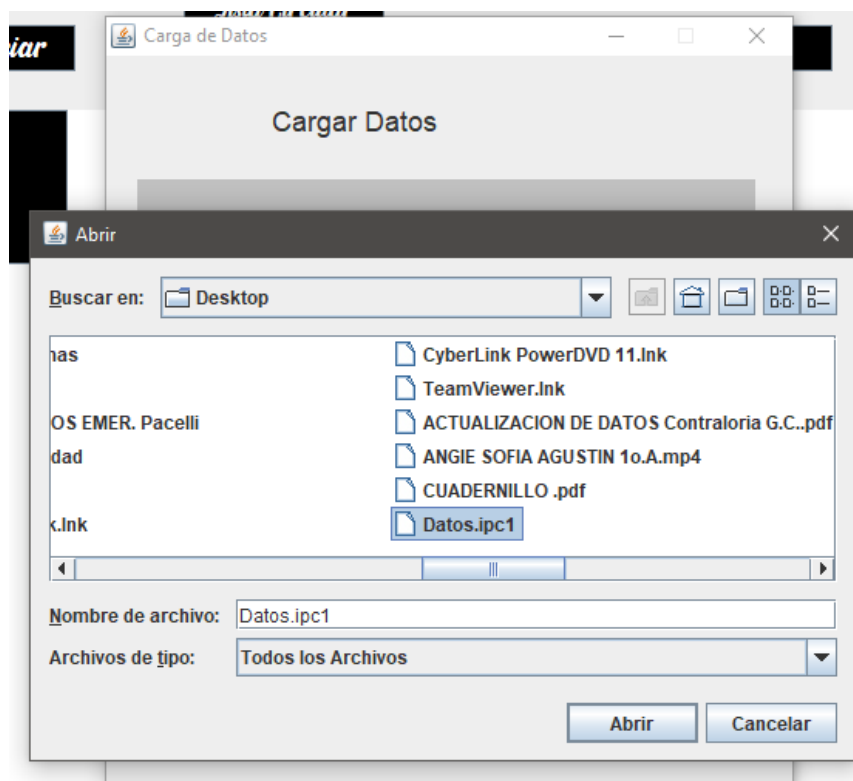 iar
Carga de Datos
Cargar Datos
Abrir
Buscar en: Desktop
nas
OS EMER. Pacelli
dad
k.lnk
CyberLink PowerDVD 11.lnk
TeamViewer.lnk
ACTUALIZACION DE DATOS Contraloria G.C..pdf
ANGIE SOFIA AGUSTIN 1o.A.mp4
CUADERNILLO .pdf
Datos.ipc1
Nombre de archivo: Datos.ipc1
Archivos de tipo: Todos los Archivos
Abrir Cancelar